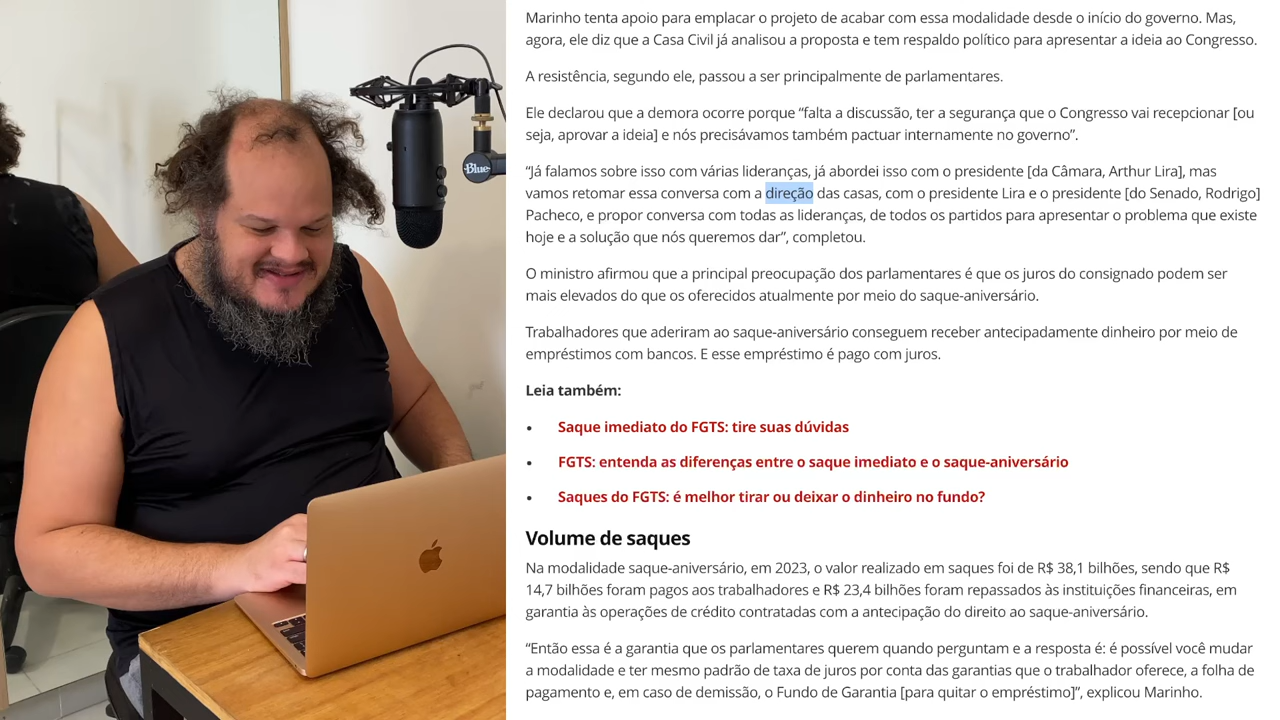 Blue
Marinho tenta apoio para emplacar o projeto de acabar com essa modalidade desde o início do governo. Mas,
agora, ele diz que a Casa Civil já analisou a proposta e tem respaldo político para apresentar a ideia ao Congresso.
A resistência, segundo ele, passou a ser principalmente de parlamentares.
Ele declarou que a demora ocorre porque “falta a discussão, ter a segurança que o Congresso vai recepcionar [ou
seja, aprovar a ideia] e nós precisávamos também pactuar internamente no governo”.
“Já falamos sobre isso com várias lideranças, já abordei isso com o presidente [da Câmara, Arthur Lira], mas
vamos retomar essa conversa com a direção das casas, com o presidente Lira e o presidente [do Senado, Rodrigo]
Pacheco, e propor conversa com todas as lideranças, de todos os partidos para apresentar o problema que existe
hoje e a solução que nós queremos dar”, completou.
O ministro afirmou que a principal preocupação dos parlamentares é que os juros do consignado podem ser
mais elevados do que os oferecidos atualmente por meio do saque-aniversário.
Trabalhadores que aderiram ao saque-aniversário conseguem receber antecipadamente dinheiro por meio de
empréstimos com bancos. E esse empréstimo é pago com juros.
Leia também:
• Saque imediato do FGTS: tire suas dúvidas
• FGTS: entenda as diferenças entre o saque imediato e o saque-aniversário
• Saques do FGTS: é melhor tirar ou deixar o dinheiro no fundo?
Volume de saques
Na modalidade saque-aniversário, em 2023, o valor realizado em saques foi de R$ 38,1 bilhões, sendo que R$
14,7 bilhões foram pagos aos trabalhadores e R$ 23,4 bilhões foram repassados às instituições financeiras, em
garantia às operações de crédito contratadas com a antecipação do direito ao saque-aniversário.
“Então essa é a garantia que os parlamentares querem quando perguntam e a resposta é: é possível você mudar
a modalidade e ter mesmo padrão de taxa de juros por conta das garantias que o trabalhador oferece, a folha de
pagamento e, em caso de demissão, o Fundo de Garantia [para quitar o empréstimo]”, explicou Marinho.